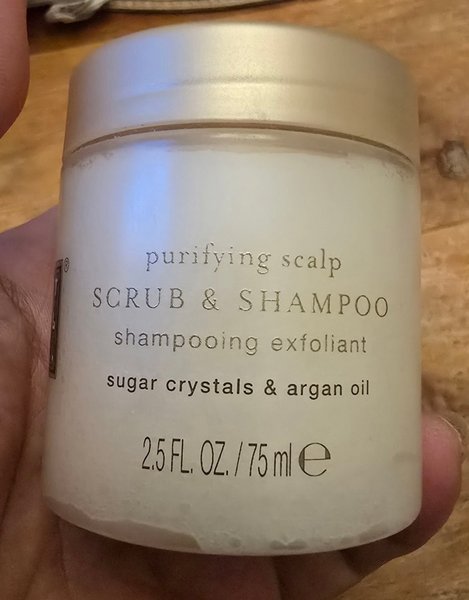 purifying scalp
SCRUB & SHAMPOO
shampooing exfoliant
sugar crystals & argan oil
2.5 FL. OZ. / 75 ml ℮